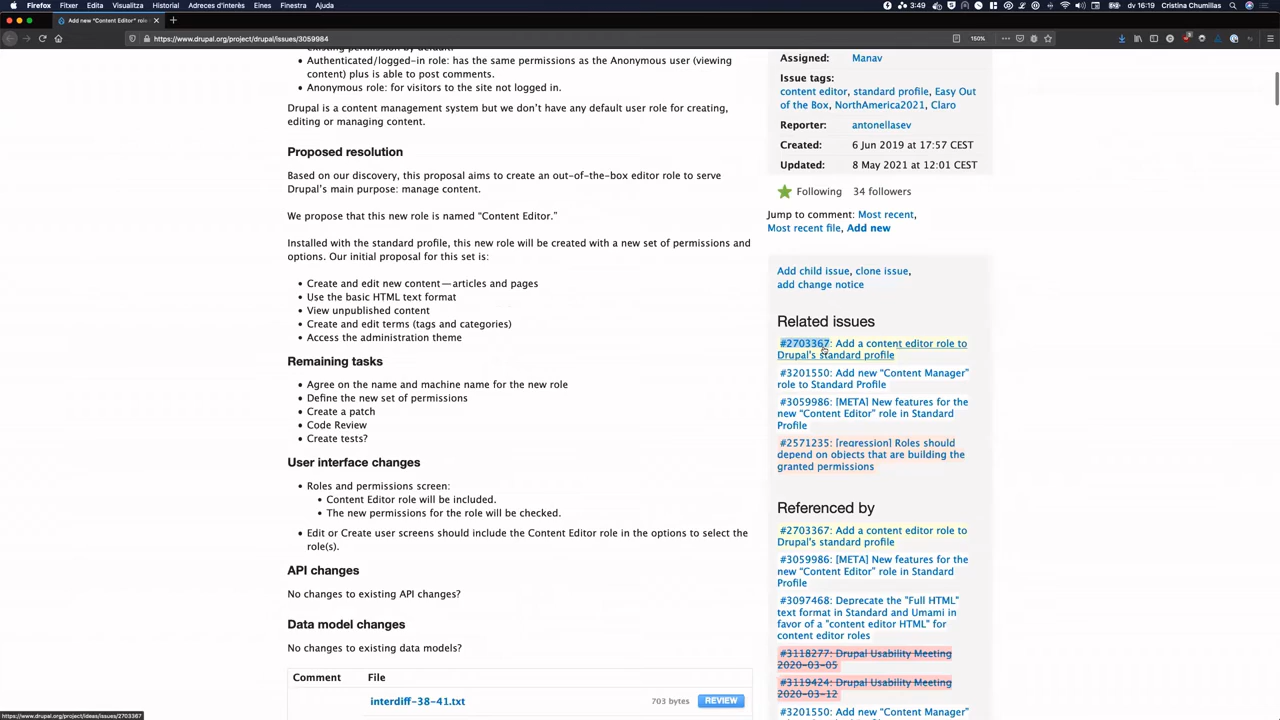 Firefox Fitxer Edita Visualitza Historial Adreces d'interès Eines Finestra Ajuda
3:49
dv 16:19 Cristina Chumillas
Add new "Content Editor" role
https://www.drupal.org/project/drupal/issues/3059984
150%
existing permission by default.
Authenticated/logged-in role: has the same permissions as the Anonymous user (viewing
content) plus is able to post comments.
Anonymous role: for visitors to the site not logged in.
Drupal is a content management system but we don't have any default user role for creating,
editing or managing content.
Proposed resolution
Based on our discovery, this proposal aims to create an out-of-the-box editor role to serve
Drupal's main purpose: manage content.
We propose that this new role is named "Content Editor."
Installed with the standard profile, this new role will be created with a new set of permissions and
options. Our initial proposal for this set is:
Create and edit new content—articles and pages
Use the basic HTML text format
View unpublished content
Create and edit terms (tags and categories)
Access the administration theme
Remaining tasks
Agree on the name and machine name for the new role
Define the new set of permissions
Create a patch
Code Review
Create tests?
User interface changes
Roles and permissions screen:
Content Editor role will be included.
The new permissions for the role will be checked.
Edit or Create user screens should include the Content Editor role in the options to select the
role(s).
API changes
No changes to existing API changes?
Data model changes
No changes to existing data models?
Comment File
interdiff-38-41.txt 703 bytes REVIEW
Assigned: Manav
Issue tags:
content editor, standard profile, Easy Out
of the Box, NorthAmerica2021, Claro
Reporter: antonellasev
Created: 6 Jun 2019 at 17:57 CEST
Updated: 8 May 2021 at 12:01 CEST
Following 34 followers
Jump to comment: Most recent,
Most recent file, Add new
Add child issue, clone issue,
add change notice
Related issues
#2703367: Add a content editor role to
Drupal's standard profile
#3201550: Add new "Content Manager"
role to Standard Profile
#3059986: [META] New features for the
new "Content Editor" role in Standard
Profile
#2571235: [regression] Roles should
depend on objects that are building the
granted permissions
Referenced by
#2703367: Add a content editor role to
Drupal's standard profile
#3059986: [META] New features for the
new "Content Editor" role in Standard
Profile
#3097468: Deprecate the "Full HTML"
text format in Standard and Umami in
favor of a "content editor HTML" for
content editor roles
#3118277: Drupal Usability Meeting
2020-03-05
#3119424: Drupal Usability Meeting
2020-03-12
#3201550: Add new "Content Manager"
https://www.drupal.org/project/ideas/issues/2703367